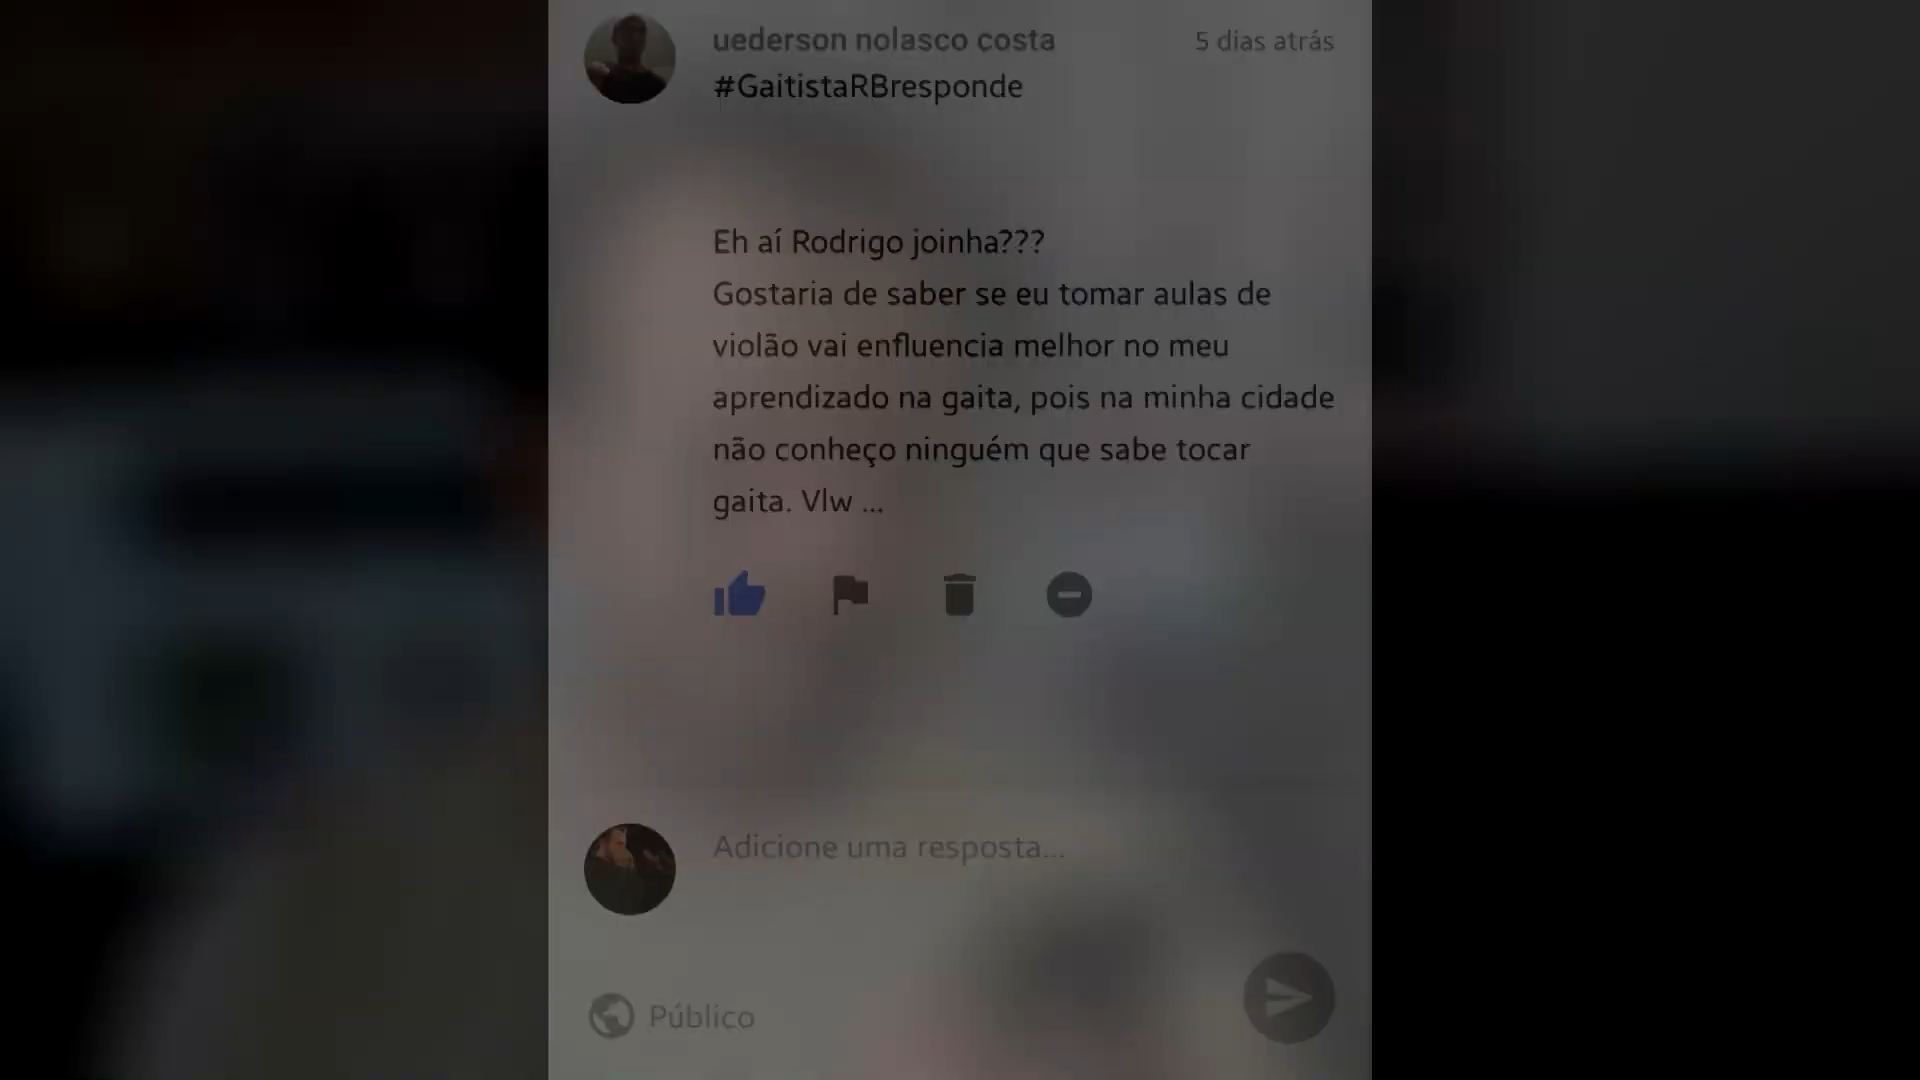 uederson nolasco costa
5 dias atrás
#GaitistaRBresponde
Eh aí Rodrigo joinha???
Gostaria de saber se eu tomar aulas de
violão vai enfluencia melhor no meu
aprendizado na gaita, pois na minha cidade
não conheço ninguém que sabe tocar
gaita. Vlw ...
Adicione uma resposta...
Público